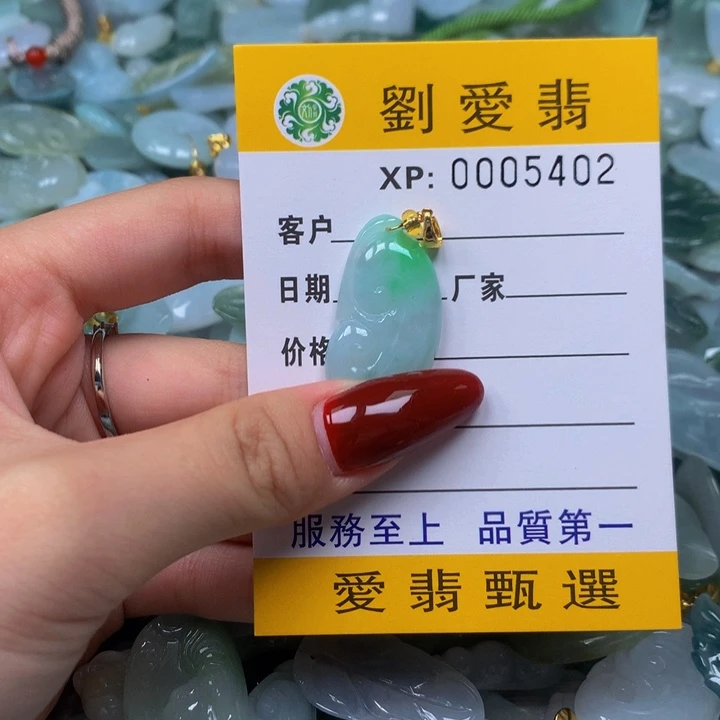 劉愛翡
XP: 0005402
客户
日期 厂家
价格
服務至上 品質第一
愛翡甄選